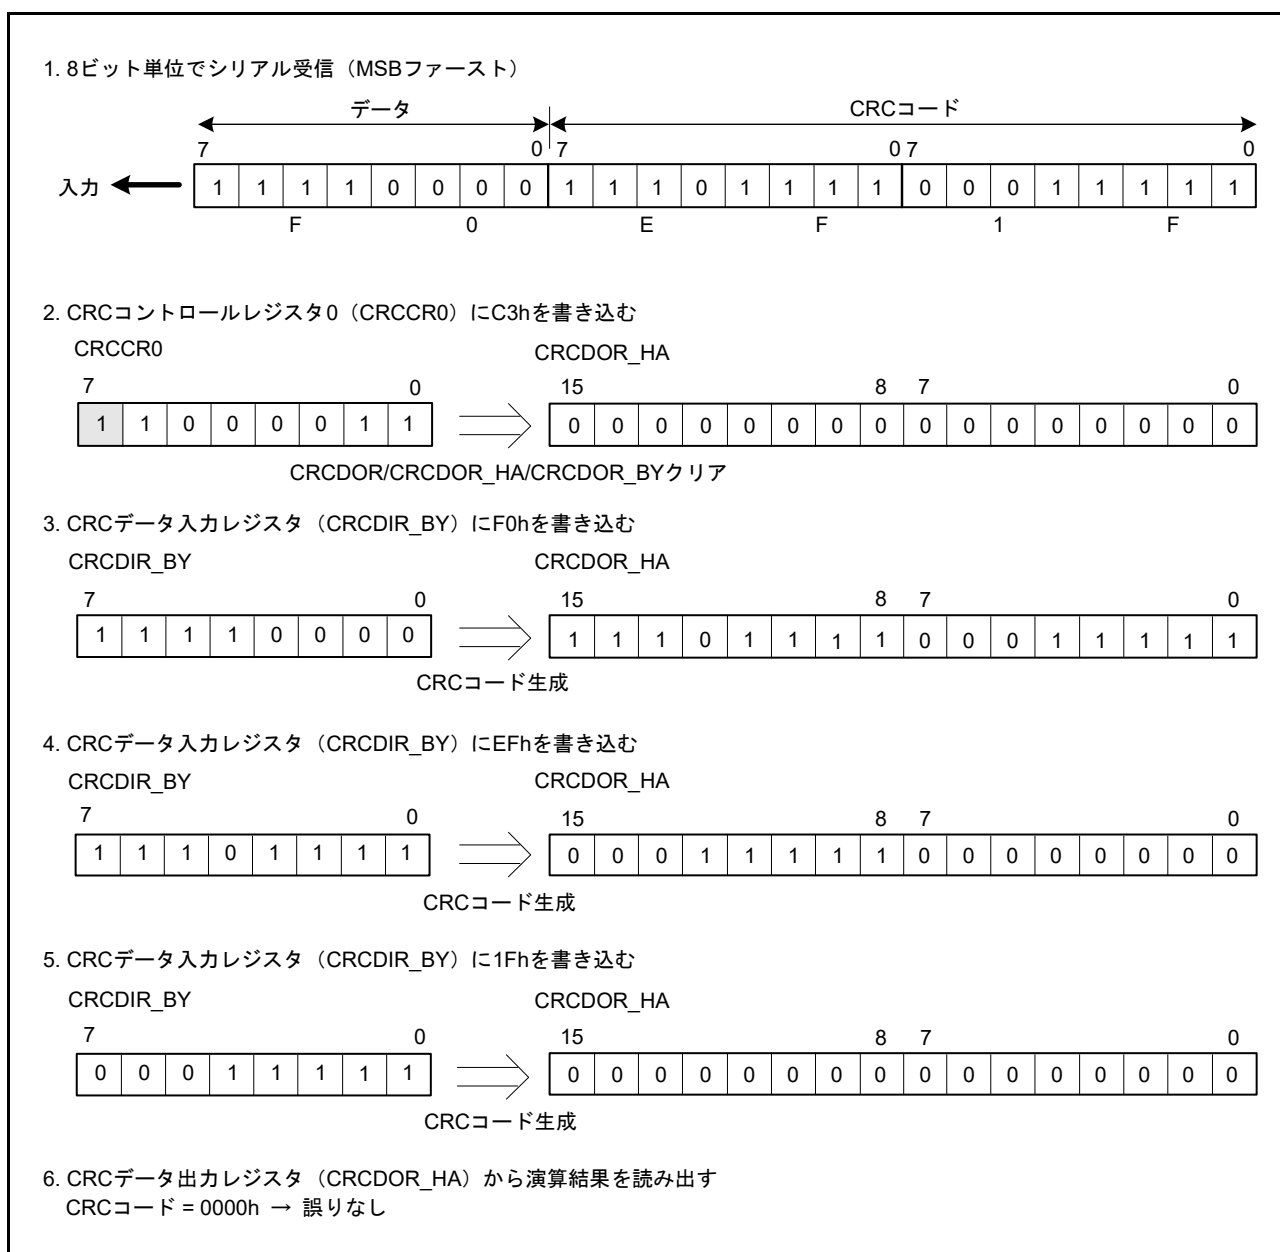 1. 8ビット単位でシリアル受信（MSBファースト）
データ CRCコード
7 0 7 0 7 0
入力 1 1 1 1 0 0 0 0 1 1 1 0 1 1 1 1 0 0 0 1 1 1 1 1
F 0 E F 1 F
2. CRCコントロールレジスタ0（CRCCR0）にC3hを書き込む
CRCCR0 CRCDOR_HA
7 0 15 8 7 0
1 1 0 0 0 0 1 1 0 0 0 0 0 0 0 0 0 0 0 0 0 0 0 0
CRCDOR/CRCDOR_HA/CRCDOR_BYクリア
3. CRCデータ入力レジスタ（CRCDIR_BY）にF0hを書き込む
CRCDIR_BY CRCDOR_HA
7 0 15 8 7 0
1 1 1 1 0 0 0 0 1 1 1 0 1 1 1 1 0 0 0 1 1 1 1 1
CRCコード生成
4. CRCデータ入力レジスタ（CRCDIR_BY）にEFhを書き込む
CRCDIR_BY CRCDOR_HA
7 0 15 8 7 0
1 1 1 0 1 1 1 1 0 0 0 1 1 1 1 1 0 0 0 0 0 0 0 0
CRCコード生成
5. CRCデータ入力レジスタ（CRCDIR_BY）に1Fhを書き込む
CRCDIR_BY CRCDOR_HA
7 0 15 8 7 0
0 0 0 1 1 1 1 1 0 0 0 0 0 0 0 0 0 0 0 0 0 0 0 0
CRCコード生成
6. CRCデータ出力レジスタ（CRCDOR_HA）から演算結果を読み出す
CRCコード = 0000h → 誤りなし